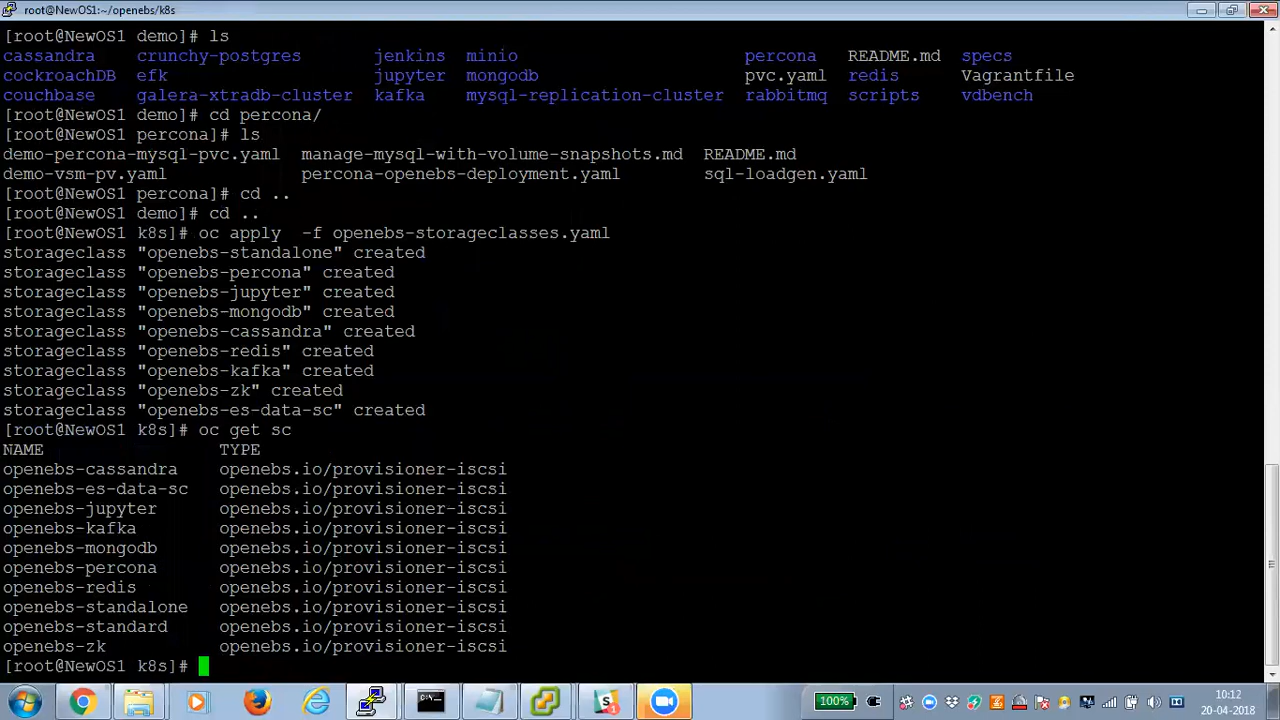 root@NewOS1:~/openebs/k8s
[root@NewOS1 demo]# ls
cassandra crunchy-postgres jenkins minio percona README.md specs
cockroachDB efk jupyter mongodb pvc.yaml redis Vagrantfile
couchbase galera-xtradb-cluster kafka mysql-replication-cluster rabbitmq scripts vdbench
[root@NewOS1 demo]# cd percona/
[root@NewOS1 percona]# ls
demo-percona-mysql-pvc.yaml manage-mysql-with-volume-snapshots.md README.md
demo-vsm-pv.yaml percona-openebs-deployment.yaml sql-loadgen.yaml
[root@NewOS1 percona]# cd ..
[root@NewOS1 demo]# cd ..
[root@NewOS1 k8s]# oc apply  -f openebs-storageclasses.yaml
storageclass "openebs-standalone" created
storageclass "openebs-percona" created
storageclass "openebs-jupyter" created
storageclass "openebs-mongodb" created
storageclass "openebs-cassandra" created
storageclass "openebs-redis" created
storageclass "openebs-kafka" created
storageclass "openebs-zk" created
storageclass "openebs-es-data-sc" created
[root@NewOS1 k8s]# oc get sc
NAME TYPE
openebs-cassandra openebs.io/provisioner-iscsi
openebs-es-data-sc openebs.io/provisioner-iscsi
openebs-jupyter openebs.io/provisioner-iscsi
openebs-kafka openebs.io/provisioner-iscsi
openebs-mongodb openebs.io/provisioner-iscsi
openebs-percona openebs.io/provisioner-iscsi
openebs-redis openebs.io/provisioner-iscsi
openebs-standalone openebs.io/provisioner-iscsi
openebs-standard openebs.io/provisioner-iscsi
openebs-zk openebs.io/provisioner-iscsi
[root@NewOS1 k8s]#
100%
10:12
20-04-2018